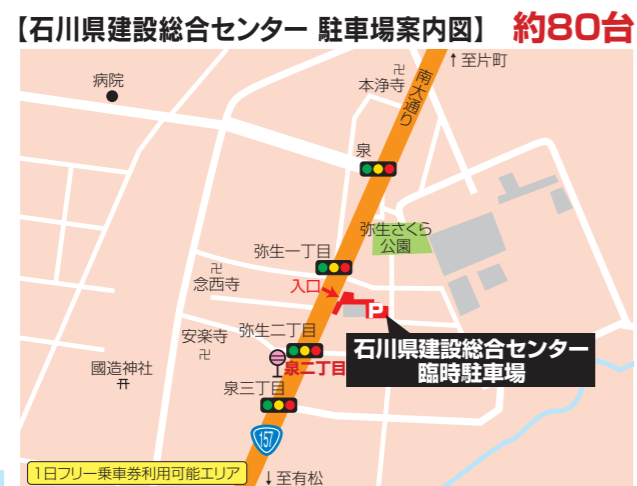 【石川県建設総合センター 駐車場案内図】 約80台
↑至片町
病院
本浄寺
南大通り
泉
弥生さくら
公園
弥生一丁目
念西寺
入口
P
安楽寺
弥生二丁目
石川県建設総合センター
臨時駐車場
國造神社
泉二丁目
泉三丁目
157
1日フリー乗車券利用可能エリア
↓至有松